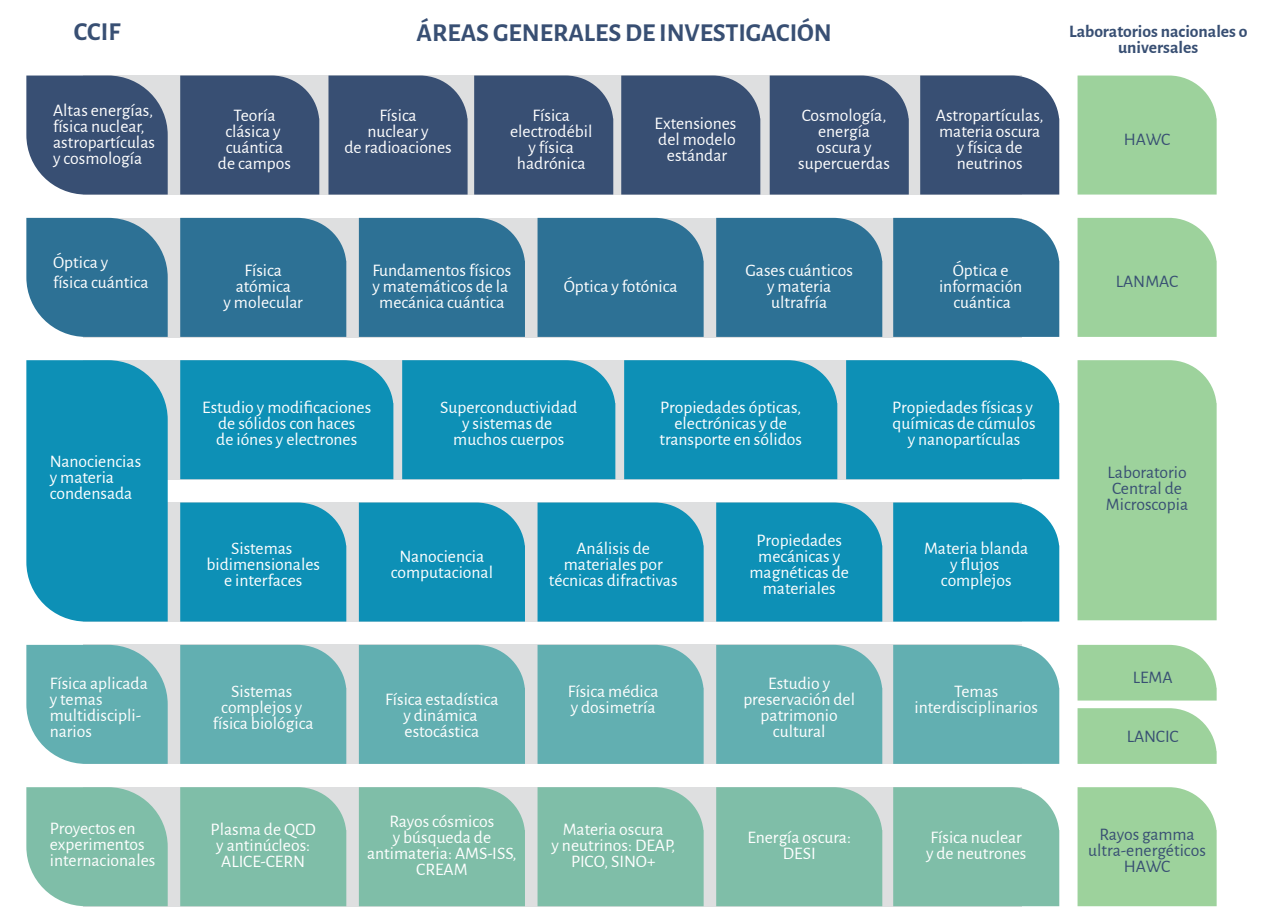 CCIF
ÁREAS GENERALES DE INVESTIGACIÓN
Laboratorios nacionales o
universales
Altas energías,
física nuclear,
astropartículas
y cosmología
Teoría
clásica y
cuántica
de campos
Física
nuclear y
de radioaciones
Física
electrodébil
y física
hadrónica
Extensiones
del modelo
estándar
Cosmología,
energía
oscura y
supercuerdas
Astropartículas,
materia oscura
y física de
neutrinos
HAWC
Óptica y
física cuántica
Física
atómica
y molecular
Fundamentos físicos
y matemáticos de la
mecánica cuántica
Óptica y fotónica
Gases cuánticos
y materia
ultrafría
Óptica e
información
cuántica
LANMAC
Nanociencias
y materia
condensada
Estudio y modificaciones
de sólidos con haces
de iónes y electrones
Superconductividad
y sistemas de
muchos cuerpos
Propiedades ópticas,
electrónicas y de
transporte en sólidos
Propiedades físicas y
químicas de cúmulos
y nanopartículas
Sistemas
bidimensionales
e interfaces
Nanociencia
computacional
Análisis de
materiales por
técnicas difractivas
Propiedades
mecánicas y
magnéticas de
materiales
Materia blanda
y flujos
complejos
Laboratorio
Central de
Microscopia
Física aplicada
y temas
multidiscipli-
narios
Sistemas
complejos y
física biológica
Física estadística
y dinámica
estocástica
Física médica
y dosimetría
Estudio y
preservación del
patrimonio
cultural
Temas
interdisciplinarios
LEMA
LANCIC
Proyectos en
experimentos
internacionales
Plasma de QCD
y antinúcleos:
ALICE-CERN
Rayos cósmicos
y búsqueda de
antimateria: AMS-ISS,
CREAM
Materia oscura
y neutrinos: DEAP,
PICO, SINO+
Energía oscura:
DESI
Física nuclear
y de neutrones
Rayos gamma
ultra-energéticos
HAWC